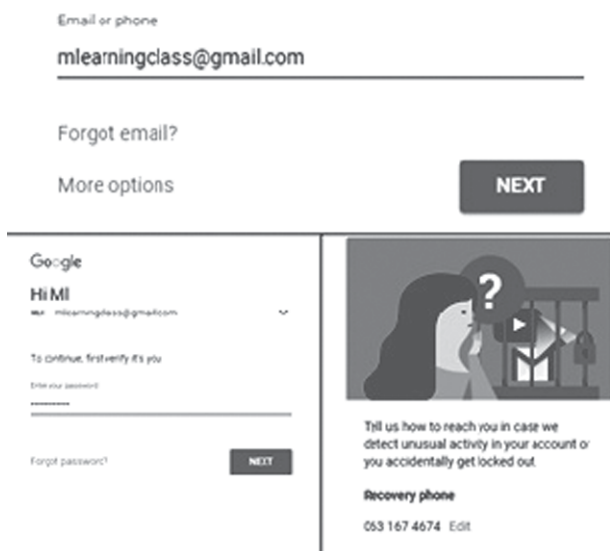 Email or phone
mlearningclass@gmail.com
Forgot email?
More options
NEXT
Google
Hi Ml
mlearningclass@gmail.com
To continue, first verify it's you
Enter your password
Forgot password?
NEXT
?
Tell us how to reach you in case we
detect unusual activity in your account or
you accidentally get locked out.
Recovery phone
053 167 4674 Edit